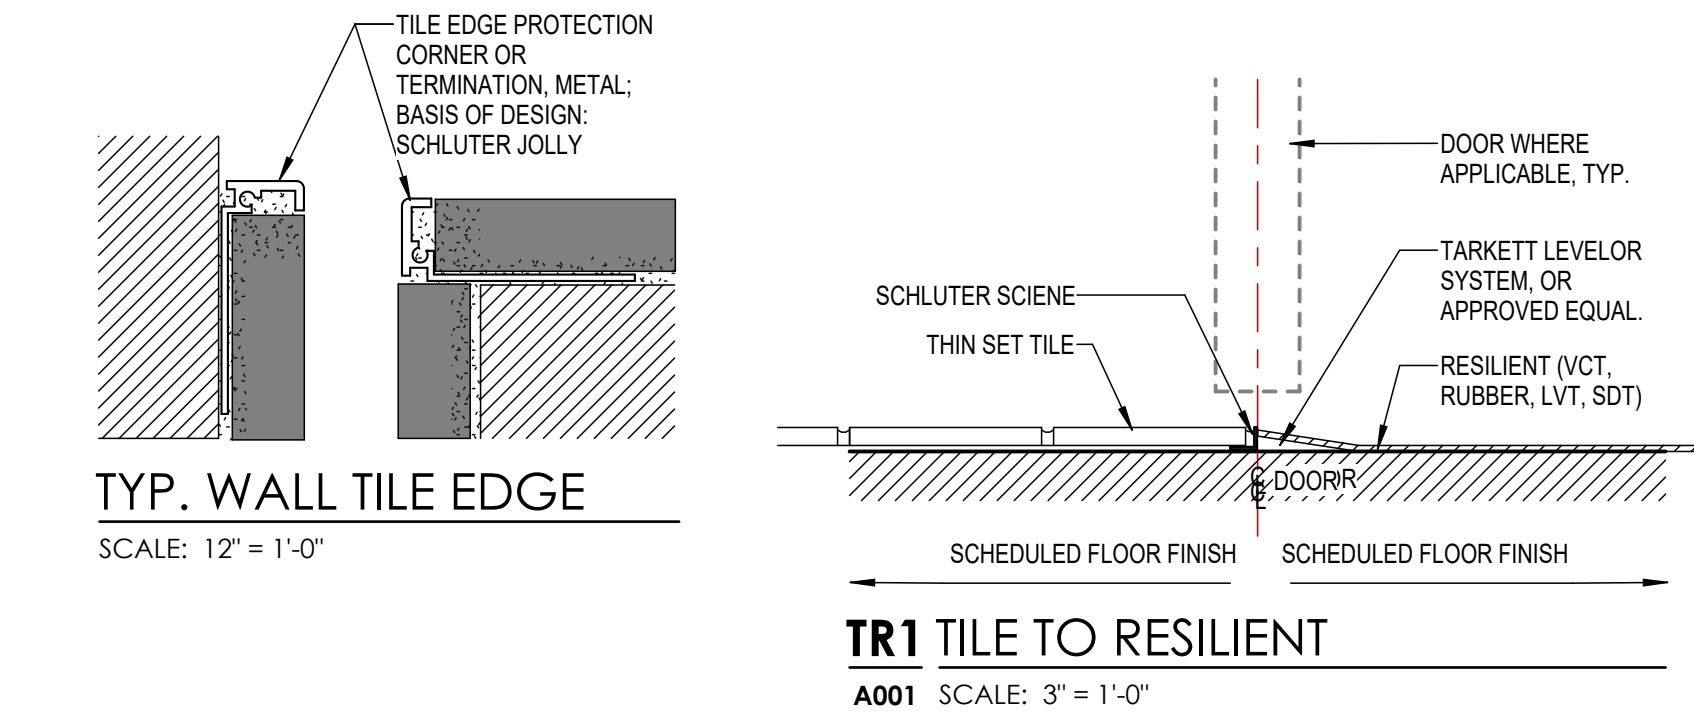 TILE EDGE PROTECTION
CORNER OR
TERMINATION, METAL;
BASIS OF DESIGN:
SCHLUTER JOLLY
TYP. WALL TILE EDGE
SCALE: 12" = 1'-0"
DOOR WHERE
APPLICABLE, TYP.
TARKETT LEVELOR
SYSTEM, OR
APPROVED EQUAL.
SCHLUTER SCIENE
THIN SET TILE
RESILIENT (VCT,
RUBBER, LVT, SDT)
DOOR
SCHEDULED FLOOR FINISH SCHEDULED FLOOR FINISH
TR1 TILE TO RESILIENT
A001 SCALE: 3" = 1'-0"